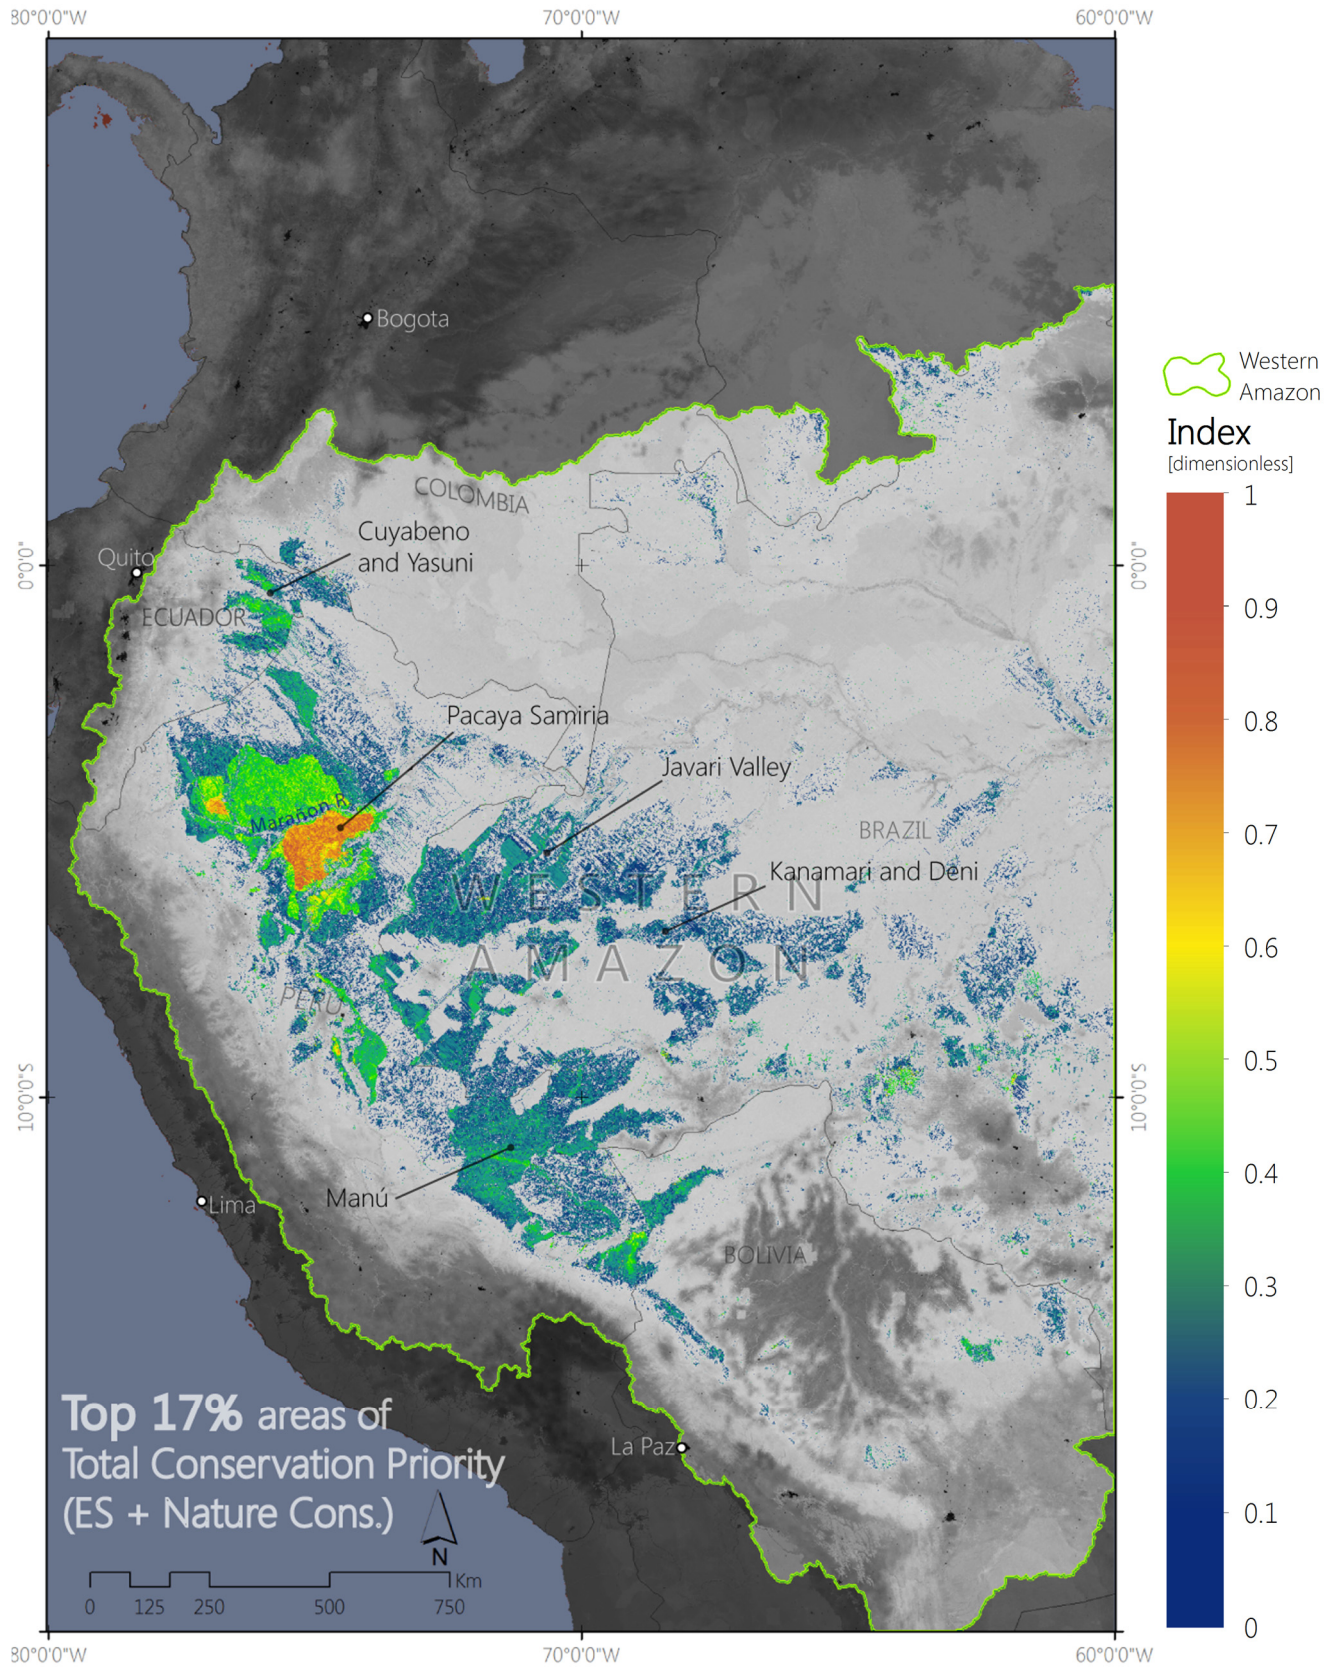 80°0'0"W
70°0'0"W
60°0'0"W
Bogota
Western
Amazon
Index
[dimensionless]
COLOMBIA
1
Cuyabeno
and Yasuni
Quito
0°0'0"
0°0'0"
ECUADOR
0.9
Pacaya Samiria
0.8
Javari Valley
Marañon R.
BRAZIL
0.7
Kanamari and Deni
WESTERN
AMAZON
0.6
PERU
0.5
10°0'0"S
10°0'0"S
0.4
Manú
Lima
BOLIVIA
0.3
0.2
Top 17% areas of
Total Conservation Priority
(ES + Nature Cons.)
La Paz
0.1
N
Km
0 125 250 500 750
0
80°0'0"W
70°0'0"W
60°0'0"W